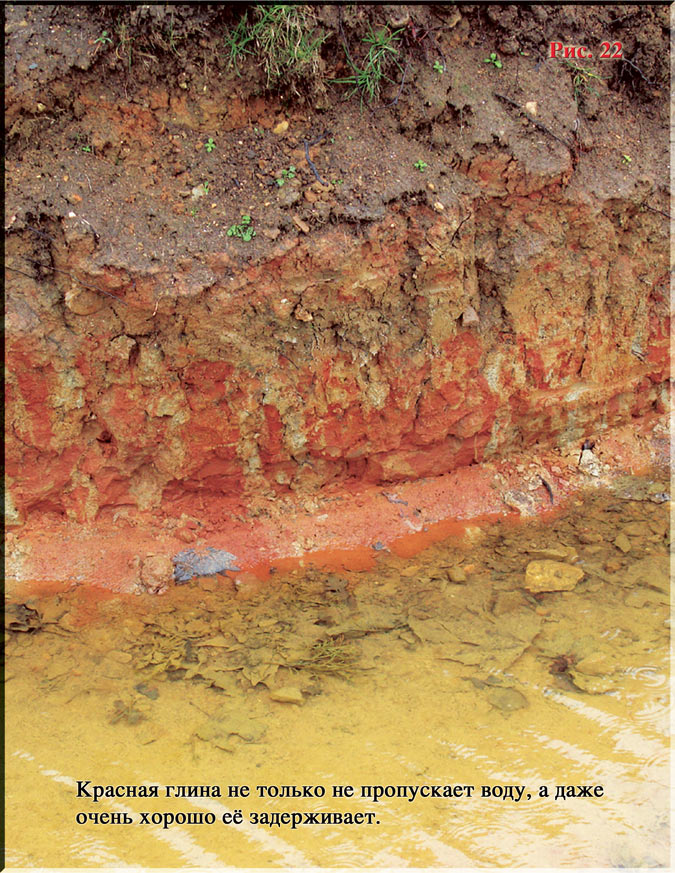 Рис. 22
Красная глина не только не пропускает воду, а даже
очень хорошо её задерживает.